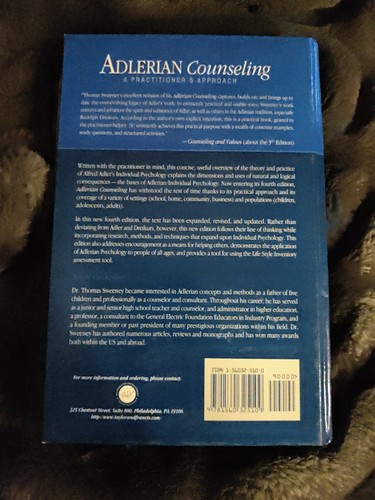 ADLERIAN Counseling
A PRACTITIONER'S APPROACH
"Thomas Sweeney's excellent revision of his Adlerian Counseling captures, builds on, and brings up to
date the everevolving legacy of Adler's work. In eminently practical and usable ways, Sweeney's work
conveys and advances the spirit and substance of Adler, as well as others in the Adlerian tradition, especially
Rudolph Dreikurs. According to the author's own explicit intention, this is a practical book, geared to
the practitioner-helper. He eminently achieves this practical purpose with a wealth of concrete examples,
study questions, and structured activities."
— Counseling and Values (about the 3rd Edition)
Written with the practitioner in mind, this concise, useful overview of the theory and practice
of Alfred Adler's Individual Psychology explains the dimensions and uses of natural and logical
consequences — the bases of Adlerian-Individual Psychology. Now entering its fourth edition,
Adlerian Counseling has withstood the test of time thanks to its practical approach and its
coverage of a variety of settings (school, home, community, business) and populations (children,
adolescents, adults).
In this new fourth edition, the text has been expanded, revised, and updated. Rather than
deviating from Adler and Dreikurs, however, this new edition follows their line of thinking while
incorporating research, methods, and techniques that expand upon Individual Psychology. This
edition also addresses encouragement as a means for helping others, demonstrates the application
of Adlerian Psychology to people of all ages, and provides a tool for using the Life-Style Inventory
assessment tool.
Dr. Thomas Sweeney became interested in Adlerian concepts and methods as a father of five
children and professionally as a counselor and consultant. Throughout his career, he has served
as a junior and senior high school teacher and counselor, and administrator in higher education,
a professor, a consultant to the General Electric Foundation Educators in Industry Program, and
a founding member or past president of many prestigious organizations within his field. Dr.
Sweeney has authored numerous articles, reviews and monographs and has won many awards
both within the US and abroad.
For more information and ordering, please contact:
325 Chestnut Street, Suite 800, Philadelphia, PA 19106
http://www.taylorandfrancis.com
ISBN 1-56032-510-0
90000>
9 781560 325109